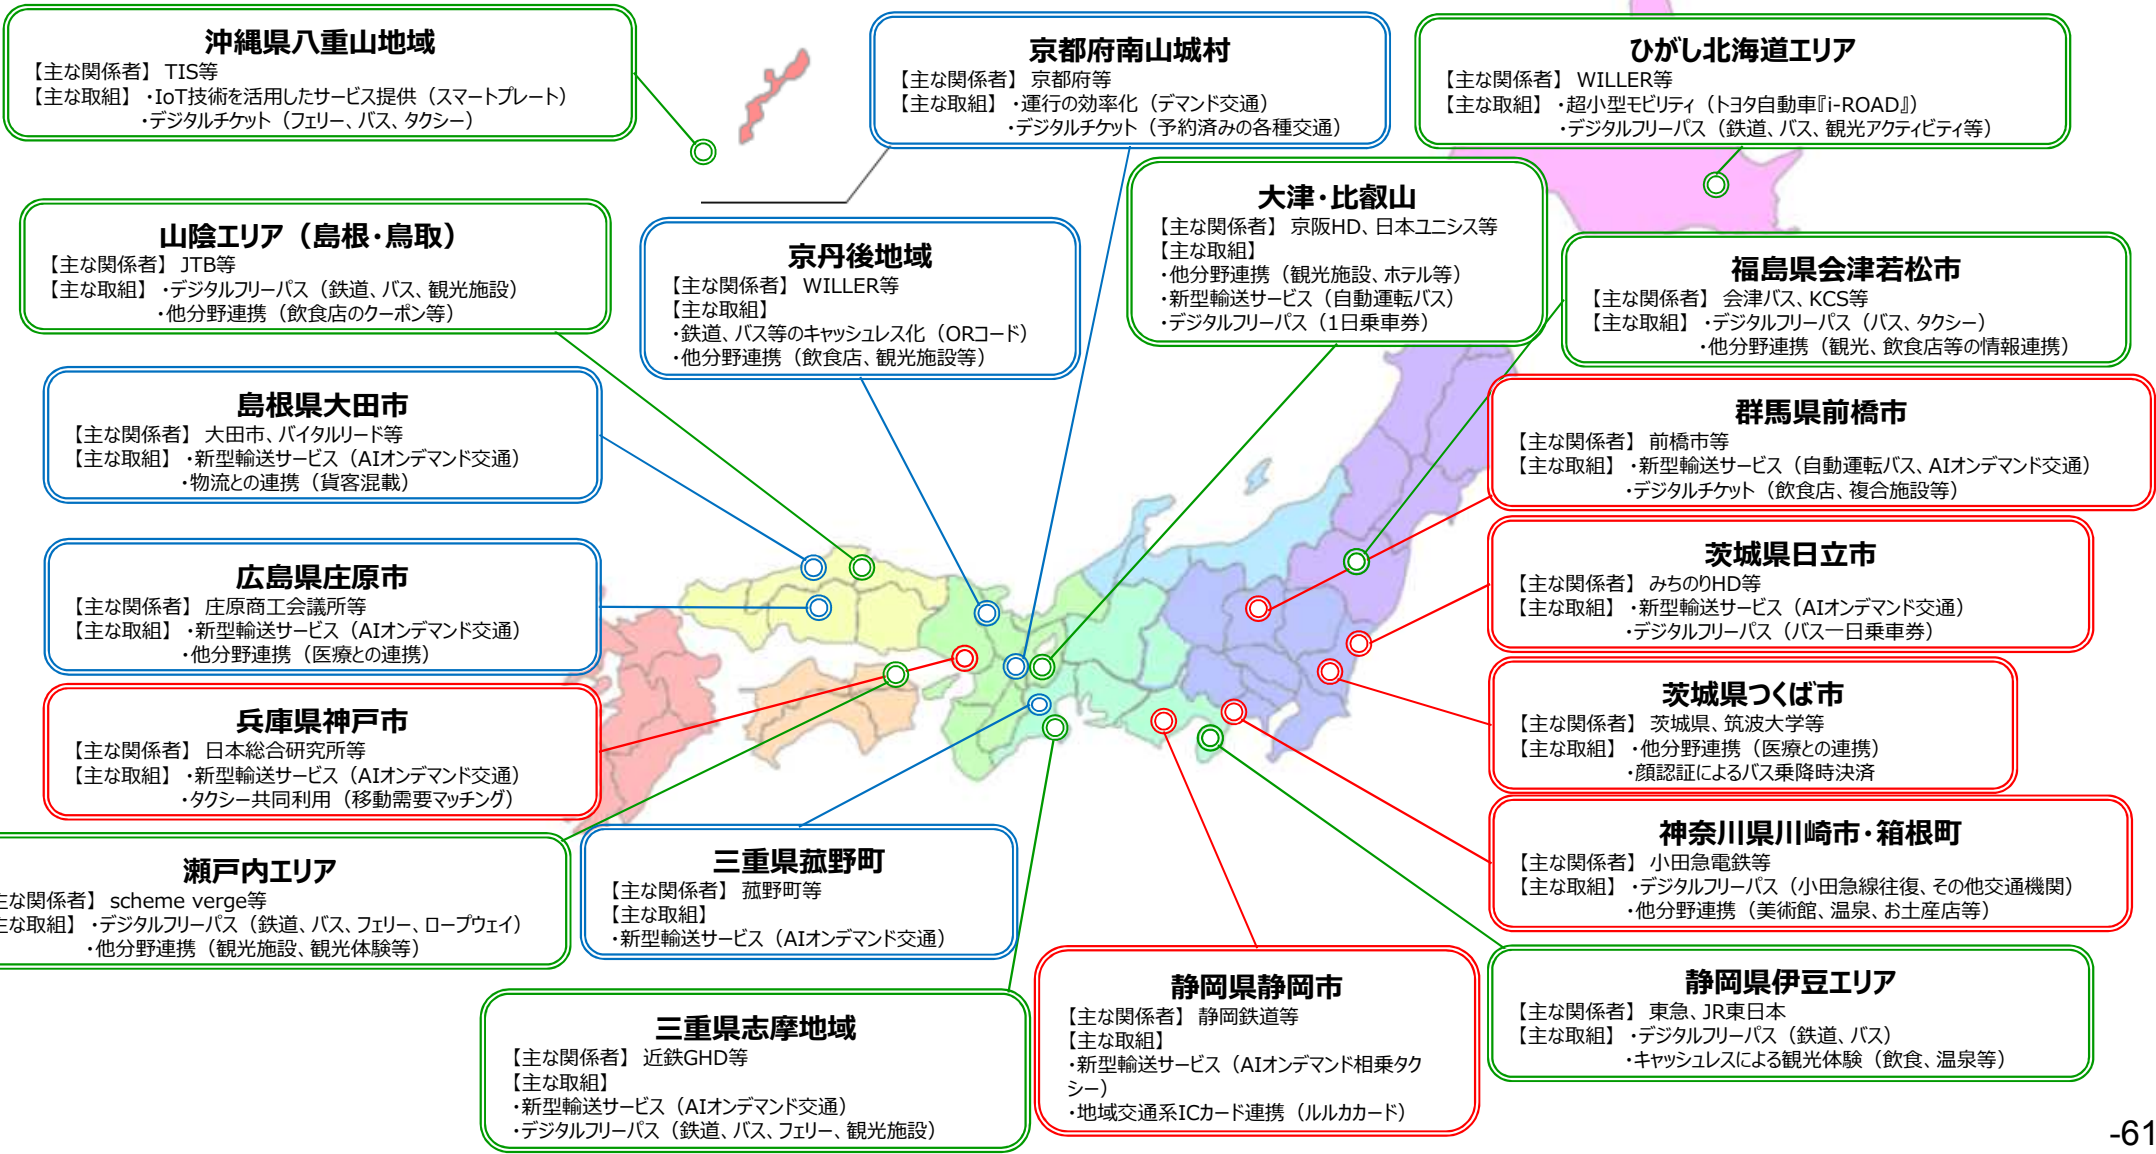 沖縄県八重山地域
【主な関係者】 TIS等
【主な取組】 ・IoT技術を活用したサービス提供（スマートプレート）
・デジタルチケット（フェリー、バス、タクシー）
京都府南山城村
【主な関係者】 京都府等
【主な取組】 ・運行の効率化（デマンド交通）
・デジタルチケット（予約済みの各種交通）
ひがし北海道エリア
【主な関係者】 WILLER等
【主な取組】 ・超小型モビリティ（トヨタ自動車『i-ROAD』）
・デジタルフリーパス（鉄道、バス、観光アクティビティ等）
山陰エリア（島根・鳥取）
【主な関係者】 JTB等
【主な取組】 ・デジタルフリーパス（鉄道、バス、観光施設）
・他分野連携（飲食店のクーポン等）
京丹後地域
【主な関係者】 WILLER等
【主な取組】
・鉄道、バス等のキャッシュレス化（ORコード）
・他分野連携（飲食店、観光施設等）
大津・比叡山
【主な関係者】 京阪HD、日本ユニシス等
【主な取組】
・他分野連携（観光施設、ホテル等）
・新型輸送サービス（自動運転バス）
・デジタルフリーパス（1日乗車券）
福島県会津若松市
【主な関係者】 会津バス、KCS等
【主な取組】 ・デジタルフリーパス（バス、タクシー）
・他分野連携（観光、飲食店等の情報連携）
島根県大田市
【主な関係者】 大田市、バイタルリード等
【主な取組】 ・新型輸送サービス（AIオンデマンド交通）
・物流との連携（貨客混載）
群馬県前橋市
【主な関係者】 前橋市等
【主な取組】 ・新型輸送サービス（自動運転バス、AIオンデマンド交通）
・デジタルチケット（飲食店、複合施設等）
広島県庄原市
【主な関係者】 庄原商工会議所等
【主な取組】 ・新型輸送サービス（AIオンデマンド交通）
・他分野連携（医療との連携）
茨城県日立市
【主な関係者】 みちのりHD等
【主な取組】 ・新型輸送サービス（AIオンデマンド交通）
・デジタルフリーパス（バス一日乗車券）
兵庫県神戸市
【主な関係者】 日本総合研究所等
【主な取組】 ・新型輸送サービス（AIオンデマンド交通）
・タクシー共同利用（移動需要マッチング）
茨城県つくば市
【主な関係者】 茨城県、筑波大学等
【主な取組】 ・他分野連携（医療との連携）
・顔認証によるバス乗降時決済
瀬戸内エリア
主な関係者】 scheme verge等
主な取組】 ・デジタルフリーパス（鉄道、バス、フェリー、ロープウェイ）
・他分野連携（観光施設、観光体験等）
三重県菰野町
【主な関係者】 菰野町等
【主な取組】
・新型輸送サービス（AIオンデマンド交通）
神奈川県川崎市・箱根町
【主な関係者】 小田急電鉄等
【主な取組】 ・デジタルフリーパス（小田急線往復、その他交通機関）
・他分野連携（美術館、温泉、お土産店等）
三重県志摩地域
【主な関係者】 近鉄GHD等
【主な取組】
・新型輸送サービス（AIオンデマンド交通）
・デジタルフリーパス（鉄道、バス、フェリー、観光施設）
静岡県静岡市
【主な関係者】 静岡鉄道等
【主な取組】
・新型輸送サービス（AIオンデマンド相乗タク
シー）
・地域交通系ICカード連携（ルルカカード）
静岡県伊豆エリア
【主な関係者】 東急、JR東日本
【主な取組】 ・デジタルフリーパス（鉄道、バス）
・キャッシュレスによる観光体験（飲食、温泉等）
-61